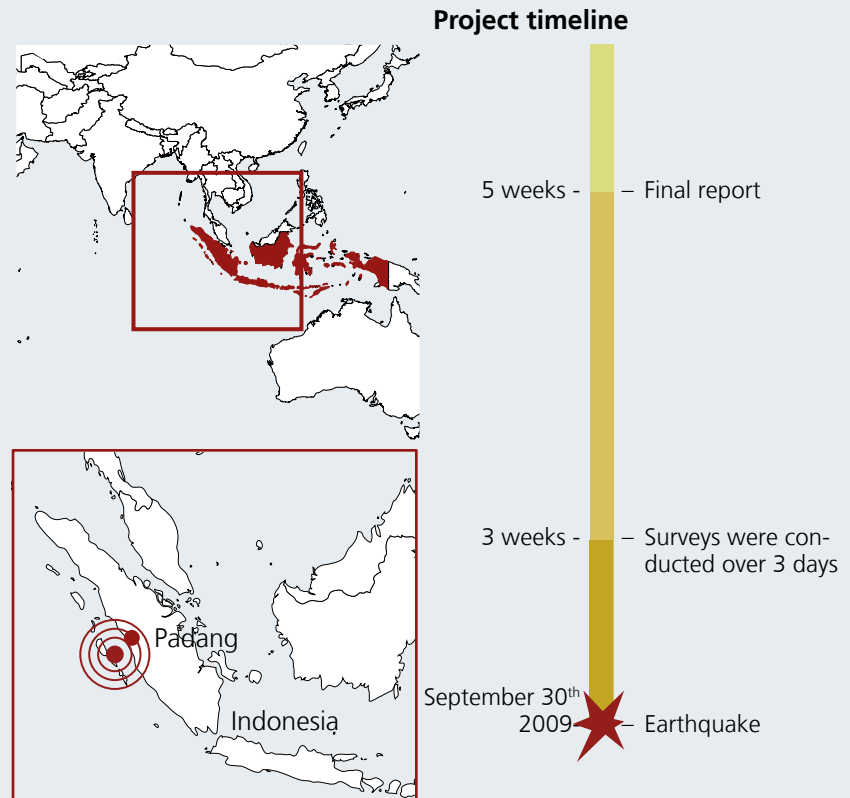 Project timeline
5 weeks - – Final report
3 weeks - – Surveys were con-
ducted over 3 days
September 30th
2009- – Earthquake
Padang
Indonesia